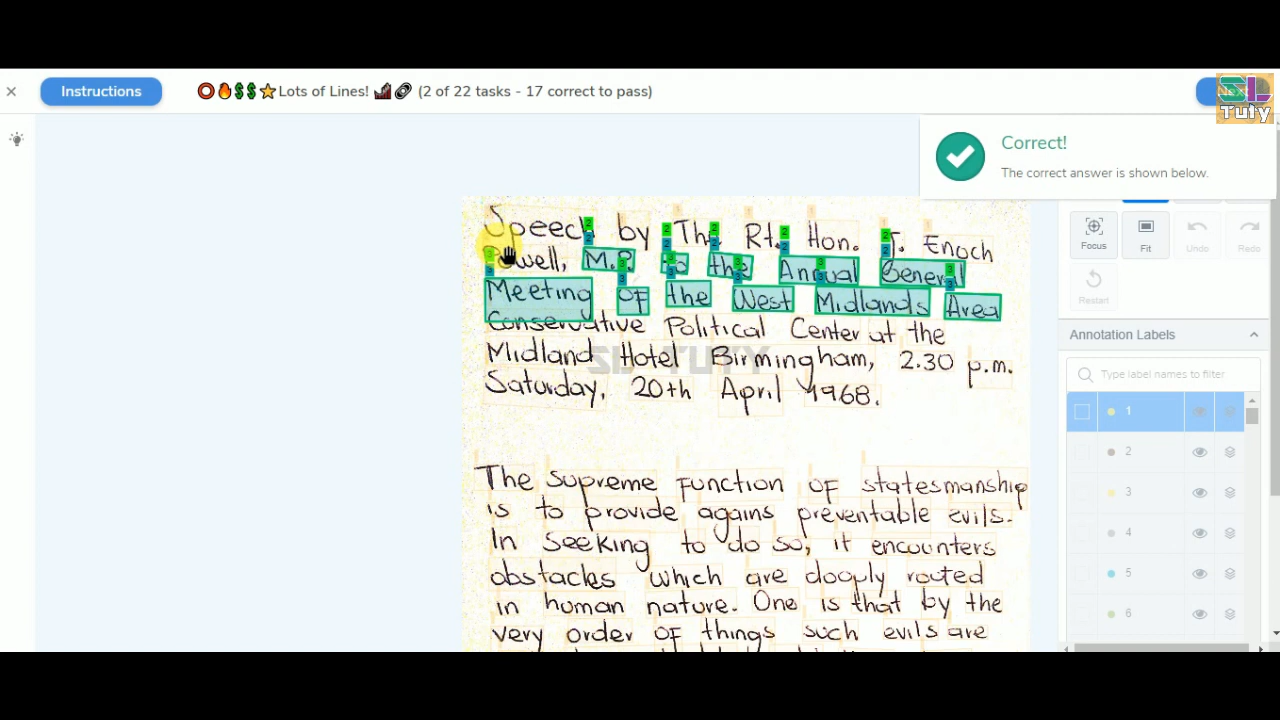 Instructions
⭕🔥💲💲⭐Lots of Lines! (2 of 22 tasks - 17 correct to pass)
Next
SL
Tuty
Correct!
The correct answer is shown below.
Speech by The Rt. Hon. J. Enoch
Powell, M.P. to the Annual General
Meeting of the West Midlands Area
Conservative Political Center at the
Midland Hotel Birmingham, 2.30 p.m.
Saturday, 20th April 1968.
SL TUTY
The supreme function of statesmanship
is to provide agains preventable evils.
In seeking to do so, it encounters
obstacles which are deeply rooted
in human nature. One is that by the
very order of things such evils are
Focus
Fit
Undo
Redo
Restart
Annotation Labels
Type label names to filter
1
2
3
4
5
6